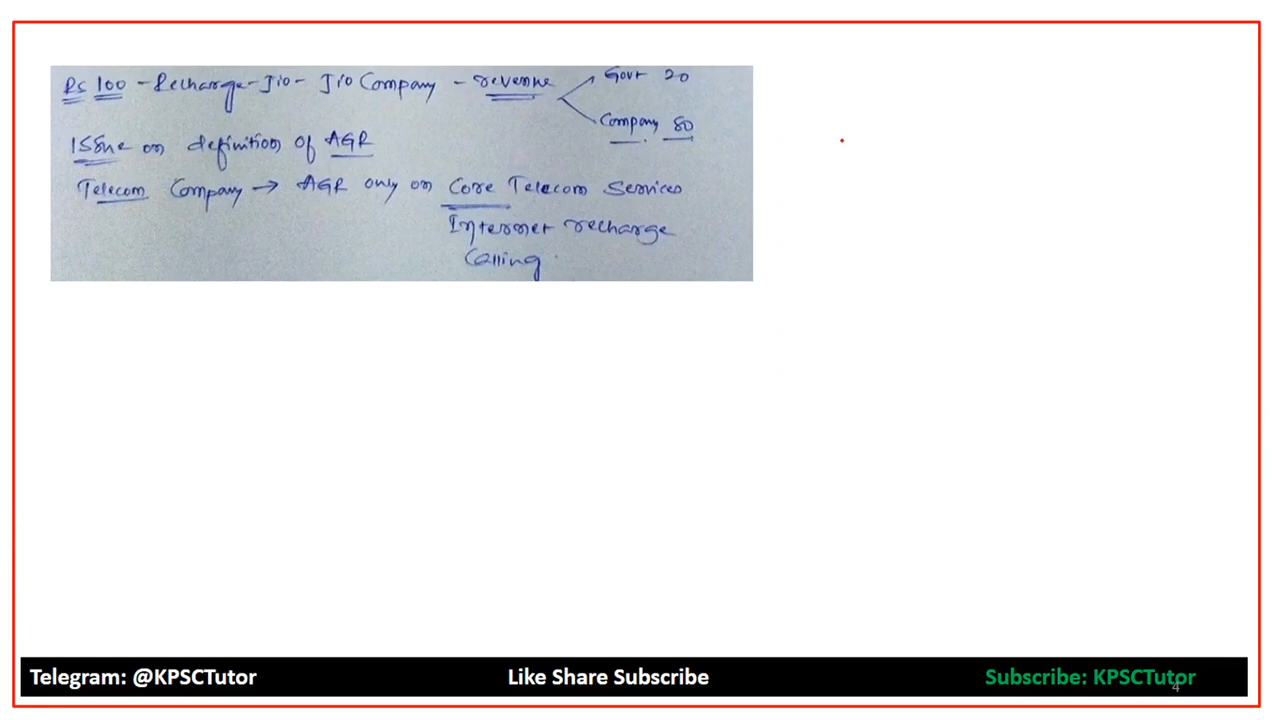 Rs 100 - Recharge - Jio - Jio Company - revenue
Govt 20
Company 80
Issue on definition of AGR
Telecom Company → AGR only on Core Telecom Services
Internet recharge
Calling
Telegram: @KPSCTutor
Like Share Subscribe
Subscribe: KPSCTutor
4